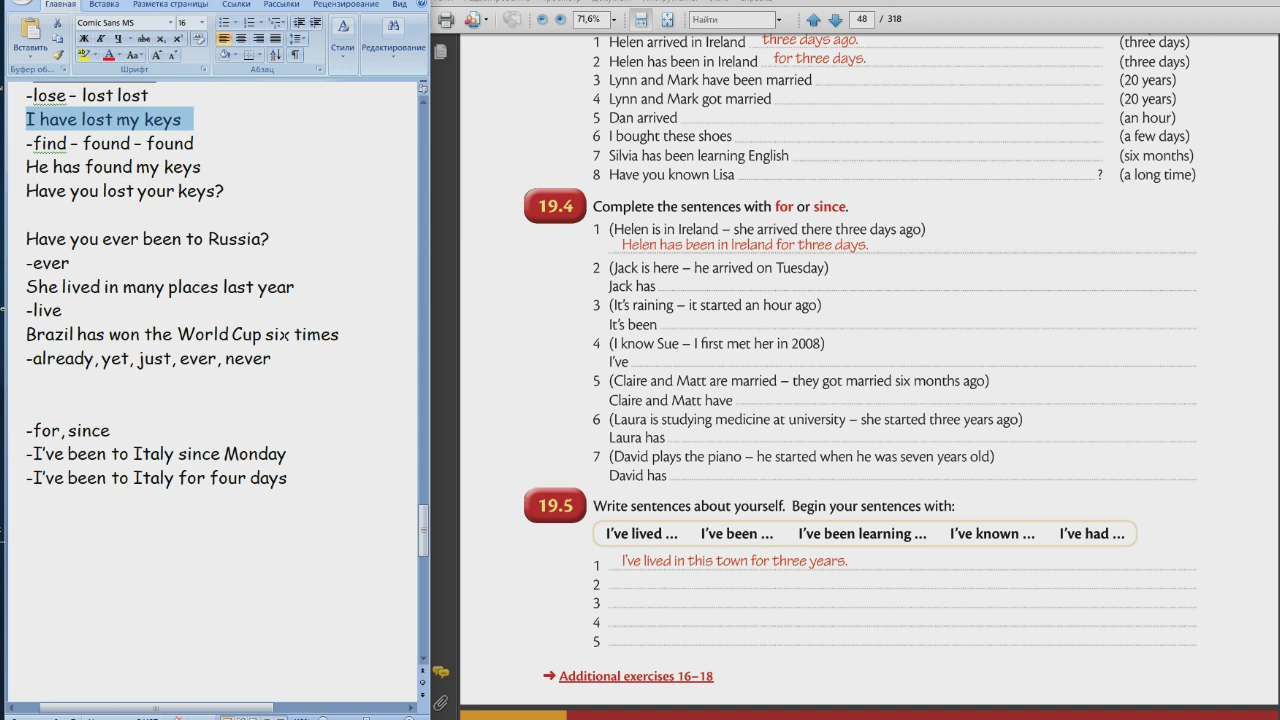 Главная
Вставка
Разметка страницы
Ссылки
Рассылки
Рецензирование
Вид
Вставить
Comic Sans MS
16
Стили
Редактирование
Буфер об...
Шрифт
Абзац
-lose – lost lost
I have lost my keys
-find – found – found
He has found my keys
Have you lost your keys?
Have you ever been to Russia?
-ever
She lived in many places last year
-live
Brazil has won the World Cup six times
-already, yet, just, ever, never
-for, since
-I've been to Italy since Monday
-I've been to Italy for four days
71,6%
Найти
48 / 319
1 Helen arrived in Ireland three days ago. (three days)
2 Helen has been in Ireland for three days. (three days)
3 Lynn and Mark have been married (20 years)
4 Lynn and Mark got married (20 years)
5 Dan arrived (an hour)
6 I bought these shoes (a few days)
7 Silvia has been learning English (six months)
8 Have you known Lisa ? (a long time)
19.4 Complete the sentences with for or since.
1 (Helen is in Ireland – she arrived there three days ago)
Helen has been in Ireland for three days.
2 (Jack is here – he arrived on Tuesday)
Jack has
3 (It's raining – it started an hour ago)
It's been
4 (I know Sue – I first met her in 2008)
I've
5 (Claire and Matt are married – they got married six months ago)
Claire and Matt have
6 (Laura is studying medicine at university – she started three years ago)
Laura has
7 (David plays the piano – he started when he was seven years old)
David has
19.5 Write sentences about yourself. Begin your sentences with:
I've lived ... I've been ... I've been learning ... I've known ... I've had ...
1 I've lived in this town for three years.
2
3
4
5
➜ Additional exercises 16–18